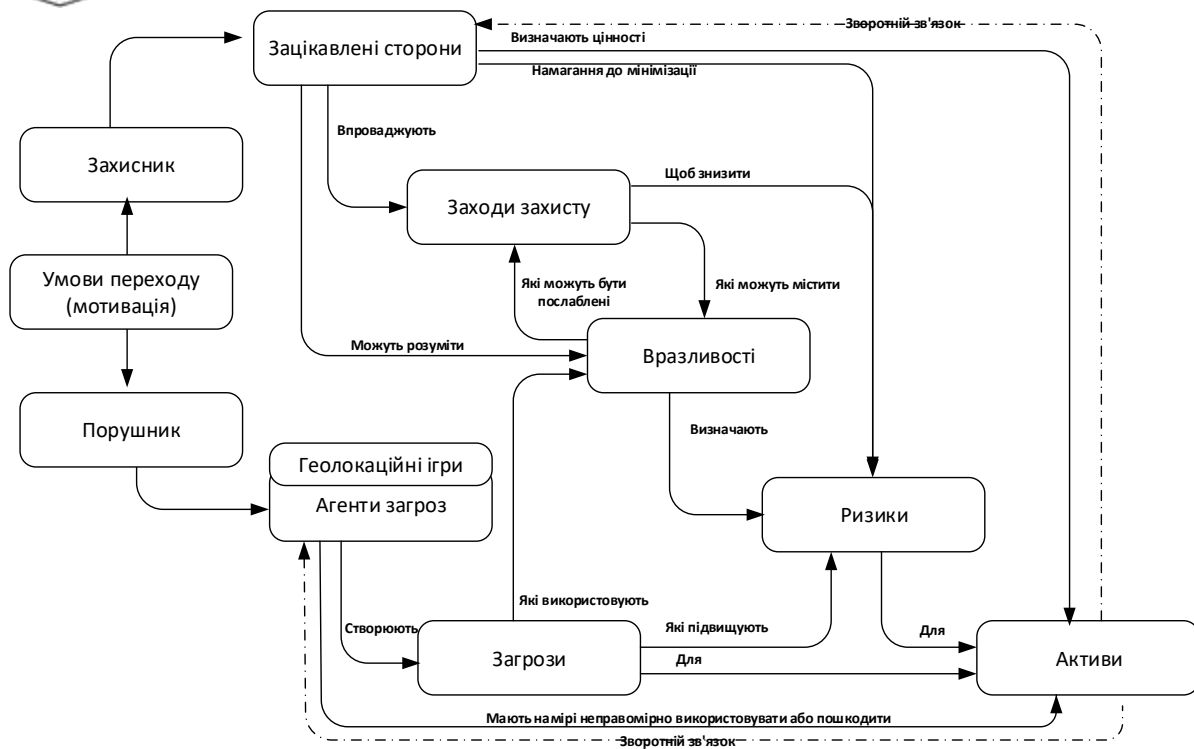 Зворотній зв'язок
Зацікавлені сторони
Визначають цінності
Намагання до мінімізації
Впроваджують
Захисник
Щоб знизити
Заходи захисту
Умови переходу
(мотивація)
Які можуть бути
послаблені
Які можуть містити
Можуть розуміти
Вразливості
Порушник
Визначають
Геолокаційні ігри
Агенти загроз
Ризики
Які використовують
Створюють
Які підвищують
Для
Загрози
Для
Активи
Мають намірі неправомірно використовувати або пошкодити
Зворотній зв'язок